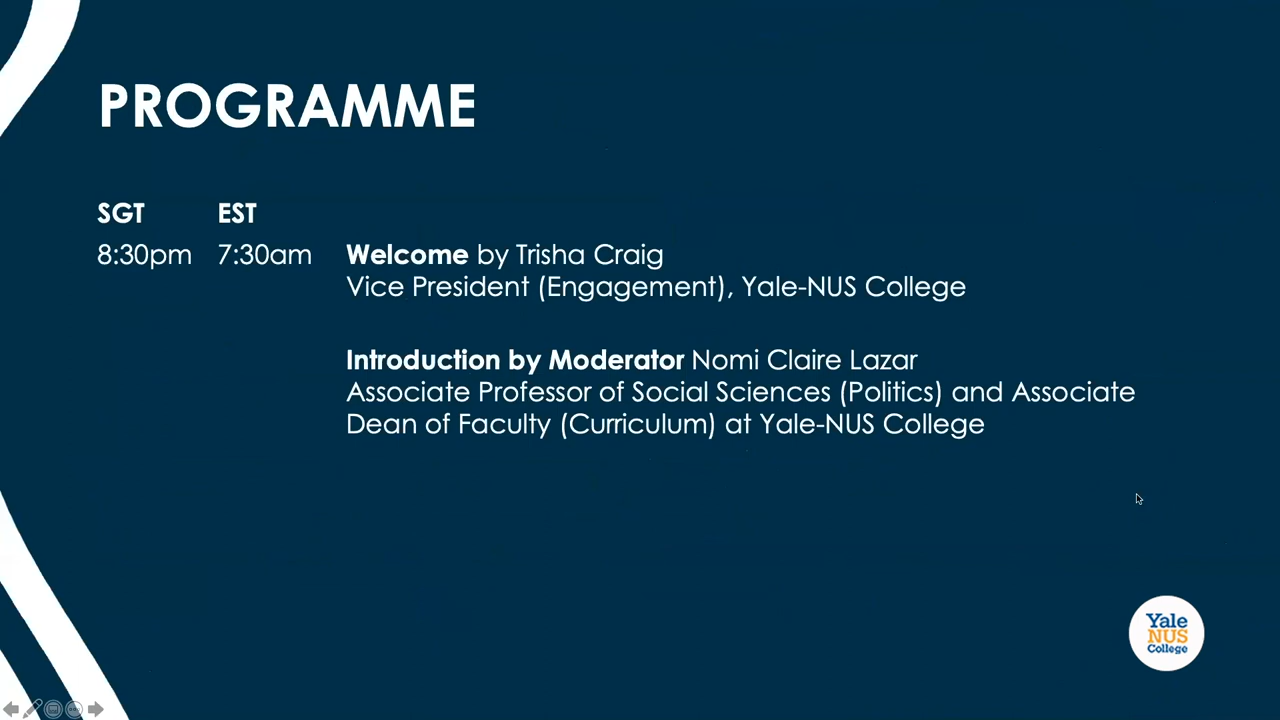 PROGRAMME
SGT EST
8:30pm 7:30am Welcome by Trisha Craig
Vice President (Engagement), Yale-NUS College
Introduction by Moderator Nomi Claire Lazar
Associate Professor of Social Sciences (Politics) and Associate
Dean of Faculty (Curriculum) at Yale-NUS College
Yale
NUS
College